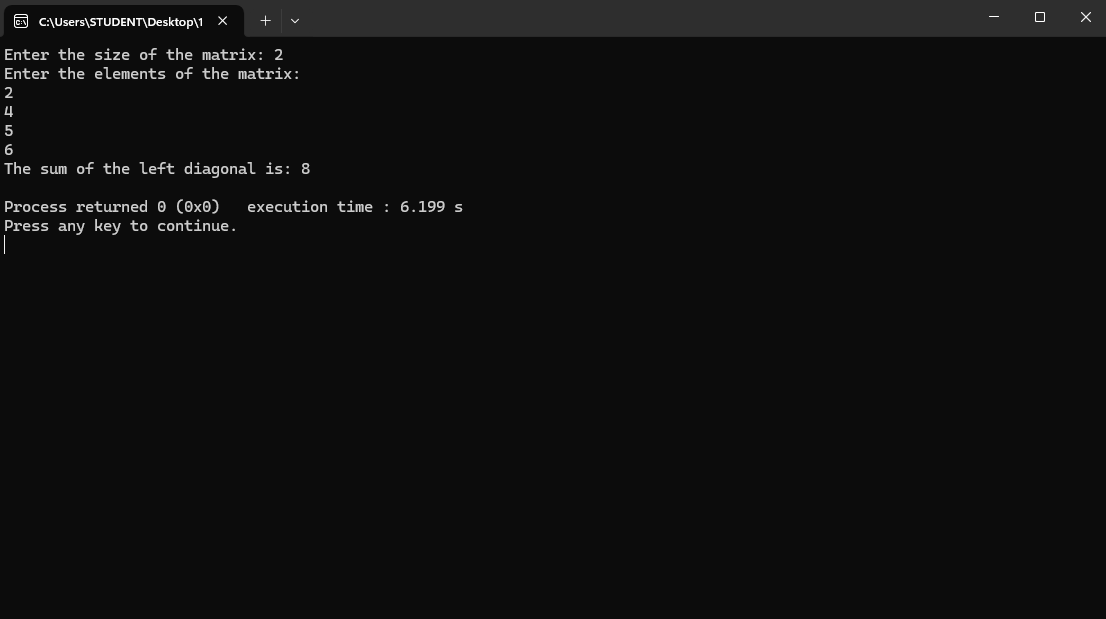 C:\Users\STUDENT\Desktop\1
Enter the size of the matrix: 2
Enter the elements of the matrix:
2
4
5
6
The sum of the left diagonal is: 8
Process returned 0 (0x0)   execution time : 6.199 s
Press any key to continue.